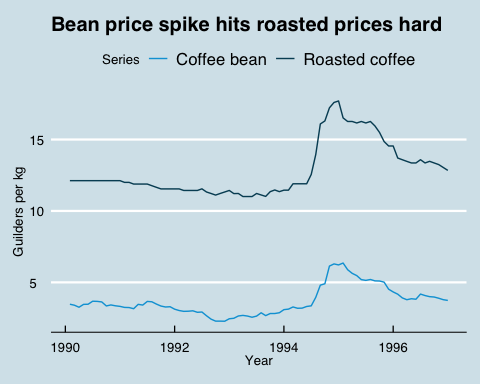 Bean price spike hits roasted prices hard
Series Coffee bean Roasted coffee
15
10
5
Guilders per kg
1990 1992 1994 1996
Year